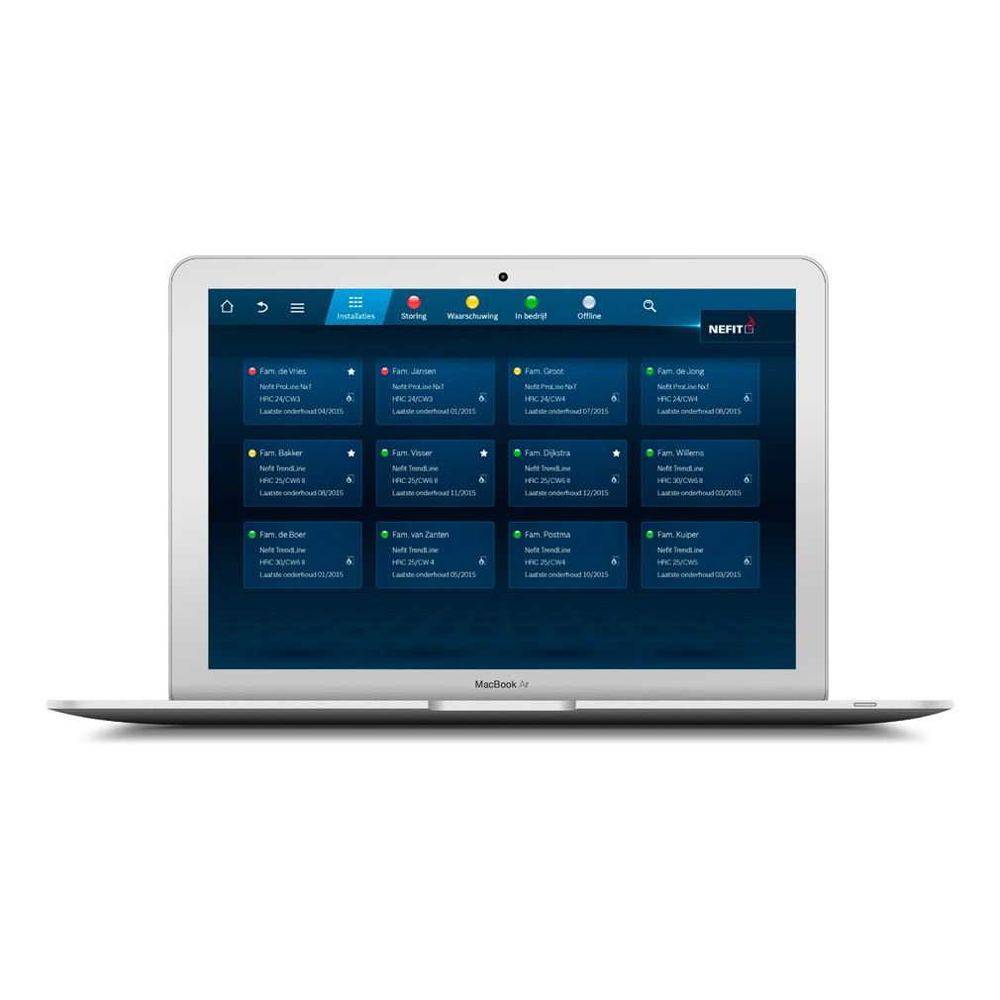 Installaties
Storing
Waarschuwing
In bedrijf
Offline
NEFIT
Fam. de Vries
Nefit ProLine NxT
HRC 24/CW3
Laatste onderhoud 04/2015
Fam. Jansen
Nefit ProLine NxT
HRC 24/CW3
Laatste onderhoud 01/2015
Fam. Groot
Nefit ProLine NxT
HRC 24/CW4
Laatste onderhoud 07/2015
Fam. de Jong
Nefit ProLine NxT
HRC 24/CW4
Laatste onderhoud 08/2015
Fam. Bakker
Nefit TrendLine
HRC 25/CW6 II
Laatste onderhoud 08/2015
Fam. Visser
Nefit TrendLine
HRC 25/CW6 II
Laatste onderhoud 11/2015
Fam. Dijkstra
Nefit TrendLine
HRC 25/CW6 II
Laatste onderhoud 12/2015
Fam. Willems
Nefit TrendLine
HRC 30/CW6 II
Laatste onderhoud 03/2015
Fam. de Boer
Nefit TrendLine
HRC 30/CW6 II
Laatste onderhoud 01/2015
Fam. van Zanten
Nefit TrendLine
HRC 25/CW 4
Laatste onderhoud 05/2015
Fam. Postma
Nefit TrendLine
HRC 25/CW4
Laatste onderhoud 10/2015
Fam. Kuiper
Nefit TrendLine
HRC 25/CW5
Laatste onderhoud 03/2015
MacBook Air